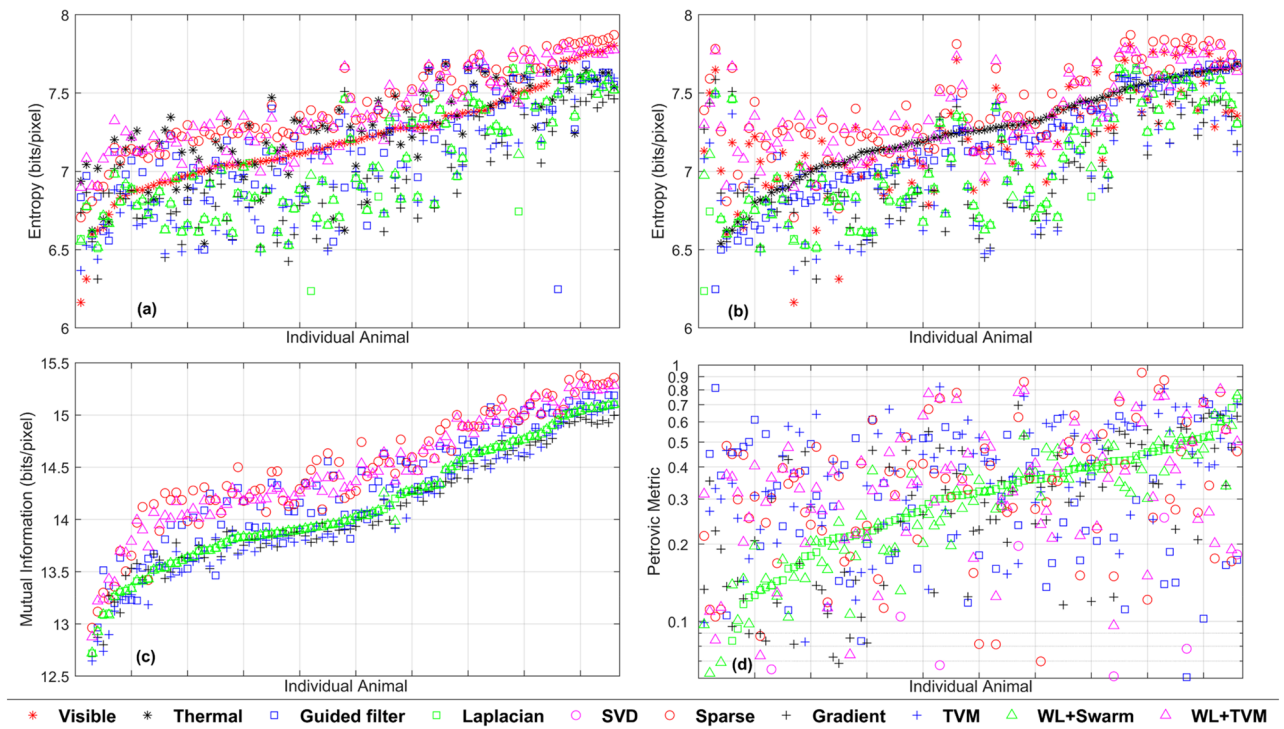 8
7.5
7
6.5
6
Entropy (bits/pixel)
(a)
Individual Animal
8
7.5
7
6.5
6
Entropy (bits/pixel)
(b)
Individual Animal
15.5
15
14.5
14
13.5
13
12.5
Mutual Information (bits/pixel)
(c)
Individual Animal
1
0.9
0.8
0.7
0.6
0.5
0.4
0.3
0.2
0.1
Petrovic Metric
(d)
Individual Animal
Visible Thermal Guided filter Laplacian SVD Sparse Gradient TVM WL+Swarm WL+TVM